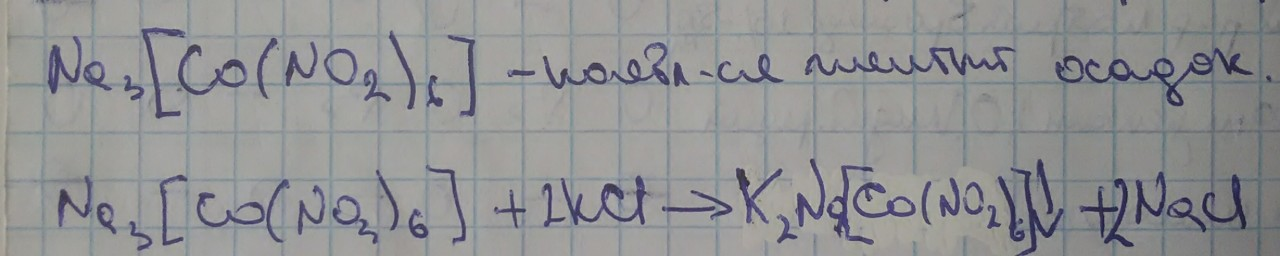 Na₃[Co(NO₂)₆] - появл-ся желтый осадок.
Na₃[Co(NO₂)₆] + 2KCl → K₂Na[Co(NO₂)₆]↓ + 2NaCl